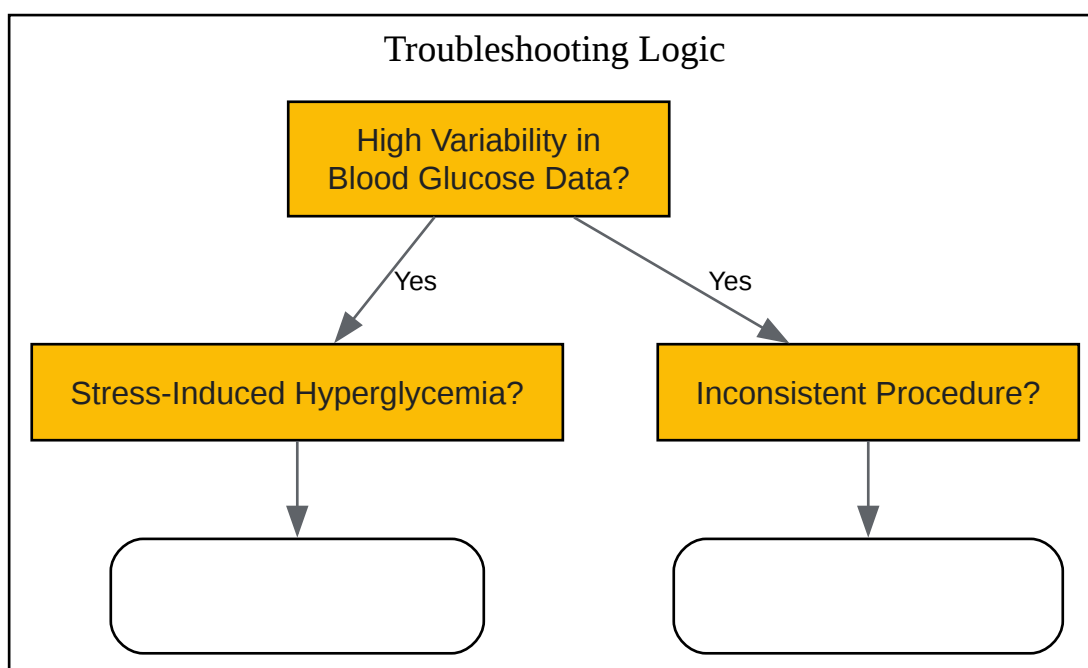 Troubleshooting Logic
High Variability in
Blood Glucose Data?
Yes
Yes
Stress-Induced Hyperglycemia?
Inconsistent Procedure?